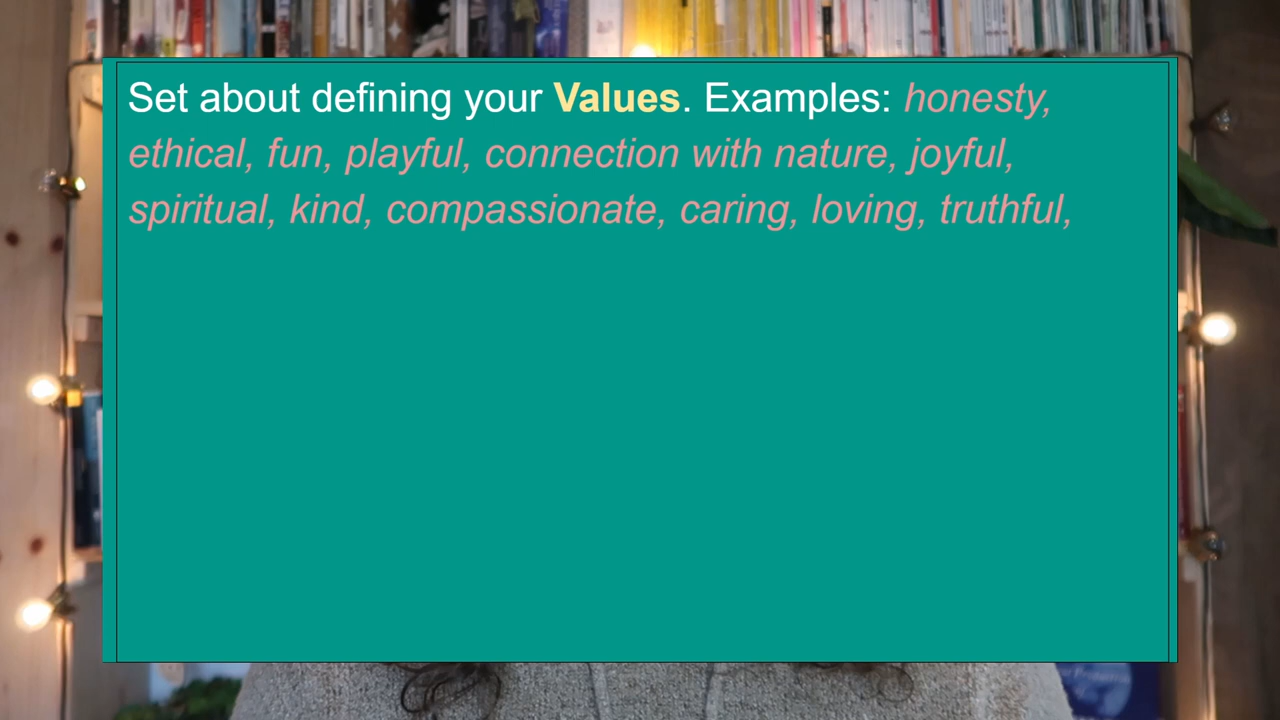 Set about defining your Values. Examples: honesty,
ethical, fun, playful, connection with nature, joyful,
spiritual, kind, compassionate, caring, loving, truthful,